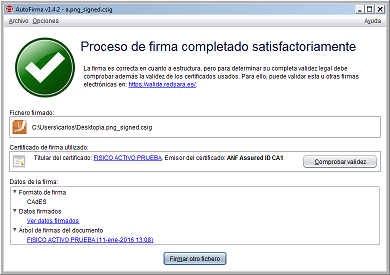 AutoFirma v1.4.2 - a.png_signed.csig
Archivo Opciones Ayuda
Proceso de firma completado satisfactoriamente
La firma es correcta en cuanto a estructura, pero para determinar su completa validez legal debe
comprobar además la validez de los certificados usados. Para ello, puede validar esta u otras firmas
electrónicas en: https://valide.redsara.es/.
Fichero firmado:
C:\Users\carlos\Desktop\a.png_signed.csig
Certificado de firma utilizado:
Titular del certificado: FISICO ACTIVO PRUEBA. Emisor del certificado: ANF Assured ID CA1
Comprobar validez
Datos de la firma:
Formato de firma
CAdES
Datos firmados
Ver datos firmados
Árbol de firmas del documento
FISICO ACTIVO PRUEBA (11-ene-2016 13:08)
Firmar otro fichero